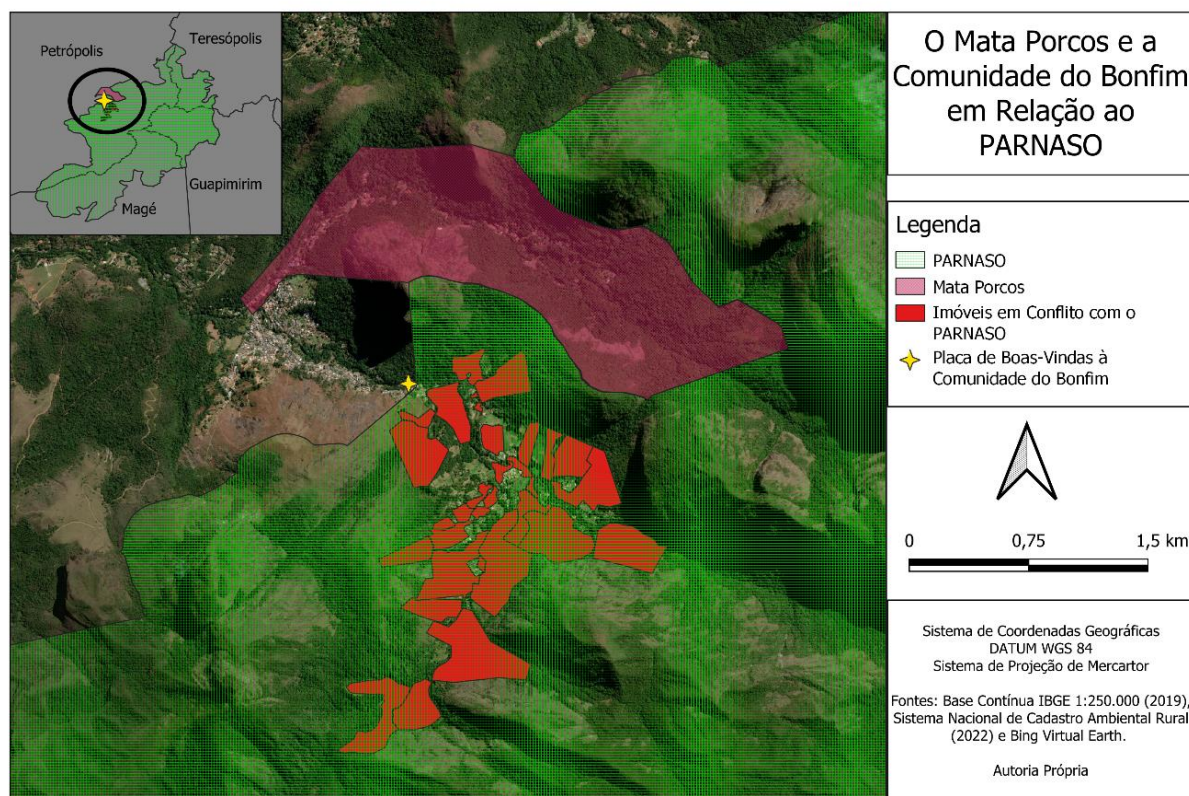 Petrópolis
Teresópolis
Guapimirim
Magé
O Mata Porcos e a
Comunidade do Bonfim
em Relação ao
PARNASO
Legenda
PARNASO
Mata Porcos
Imóveis em Conflito com o
PARNASO
Placa de Boas-Vindas à
Comunidade do Bonfim
0 0,75 1,5 km
Sistema de Coordenadas Geográficas
DATUM WGS 84
Sistema de Projeção de Mercartor
Fontes: Base Contínua IBGE 1:250.000 (2019),
Sistema Nacional de Cadastro Ambiental Rural
(2022) e Bing Virtual Earth.
Autoria Própria